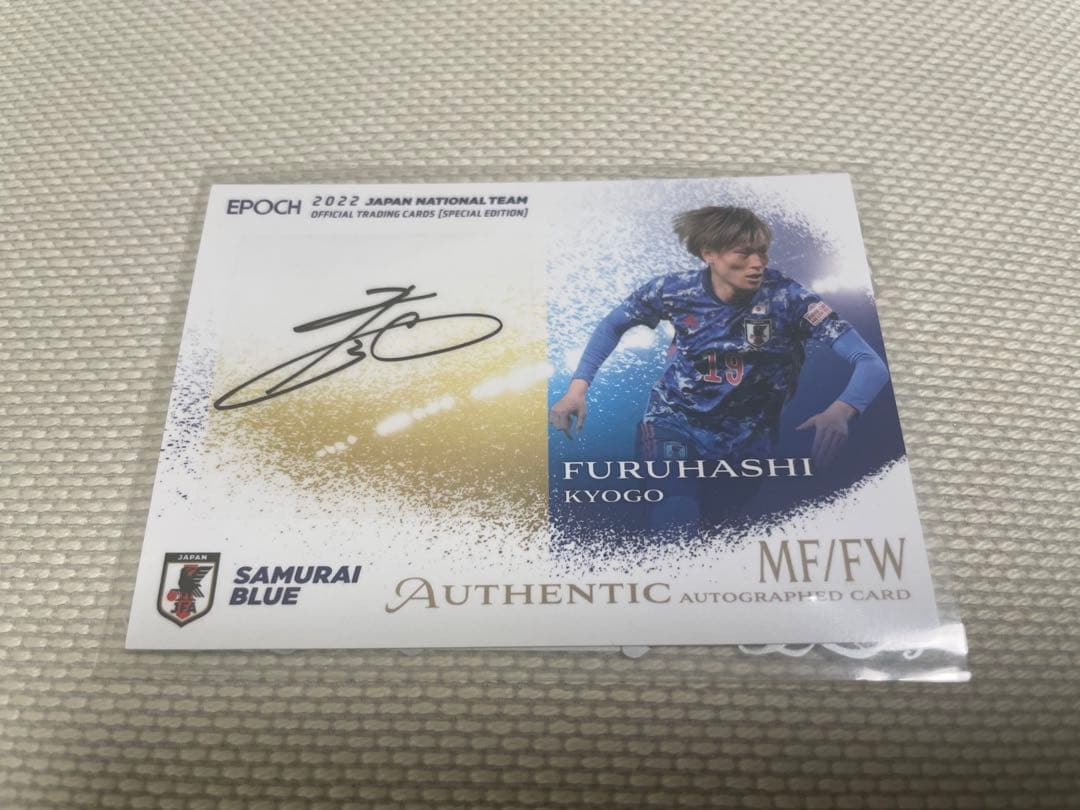 EPOCH
2022 JAPAN NATIONAL TEAM
OFFICIAL TRADING CARDS [SPECIAL EDITION]
19
FURUHASHI
KYOGO
MF/FW
JAPAN
JFA
SAMURAI
BLUE
AUTHENTIC AUTOGRAPHED CARD